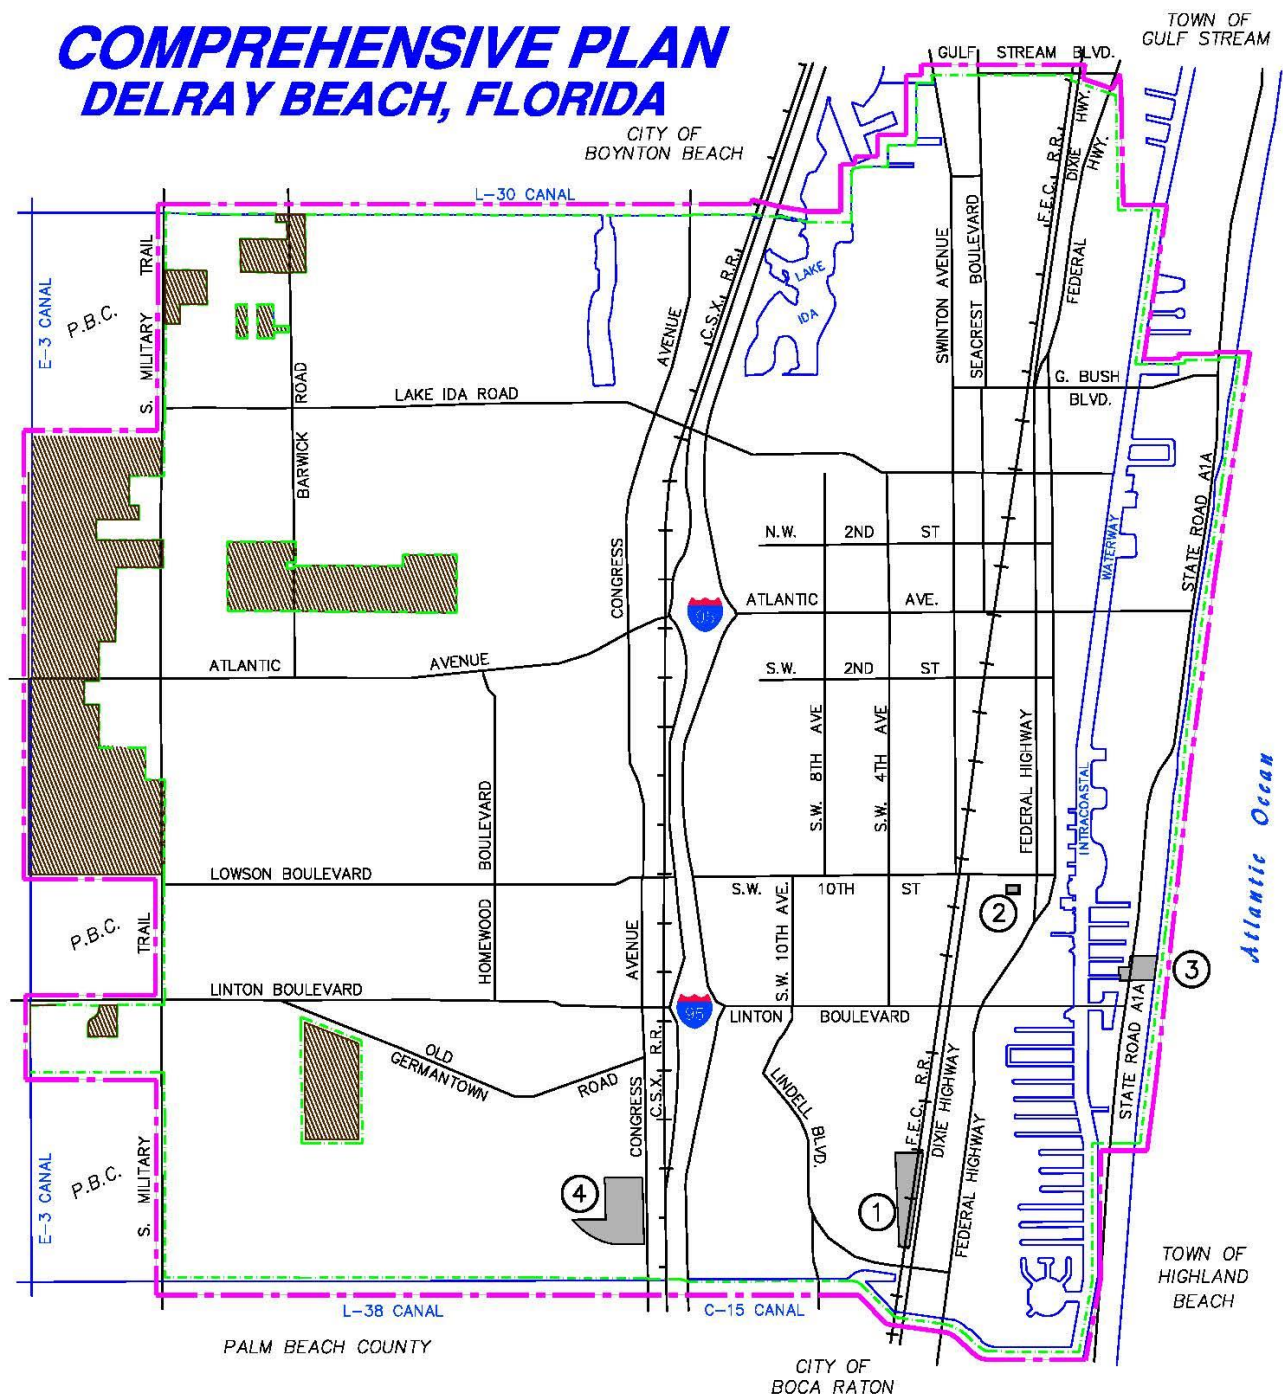 COMPREHENSIVE PLAN
DELRAY BEACH, FLORIDA
TOWN OF
GULF STREAM
GULF STREAM BLVD.
CITY OF
BOYNTON BEACH
L-30 CANAL
E-3 CANAL
P.B.C.
S. MILITARY TRAIL
BARWICK ROAD
LAKE IDA ROAD
CONGRESS AVENUE
C.S.X. R.R.
LAKE
IDA
SWINTON AVENUE
SEACREST BOULEVARD
F.E.C. R.R.
DIXIE HWY.
FEDERAL HWY.
G. BUSH
BLVD.
STATE ROAD A1A
N.W. 2ND ST
ATLANTIC AVE.
95
ATLANTIC AVENUE
S.W. 2ND ST
S.W. 8TH AVE
S.W. 4TH AVE
FEDERAL HIGHWAY
INTRACOASTAL WATERWAY
Atlantic Ocean
LOWSON BOULEVARD
HOMEWOOD BOULEVARD
S.W. 10TH ST
S.W. 10TH AVE.
2
3
P.B.C.
TRAIL
AVENUE
LINTON BOULEVARD
95
LINTON BOULEVARD
OLD
GERMANTOWN
ROAD
CONGRESS
C.S.X. R.R.
LINDELL BLVD.
F.E.C. R.R.
DIXIE HIGHWAY
FEDERAL HIGHWAY
STATE ROAD A1A
E-3 CANAL
P.B.C.
S. MILITARY
4
1
TOWN OF
HIGHLAND
BEACH
L-38 CANAL
C-15 CANAL
PALM BEACH COUNTY
CITY OF
BOCA RATON